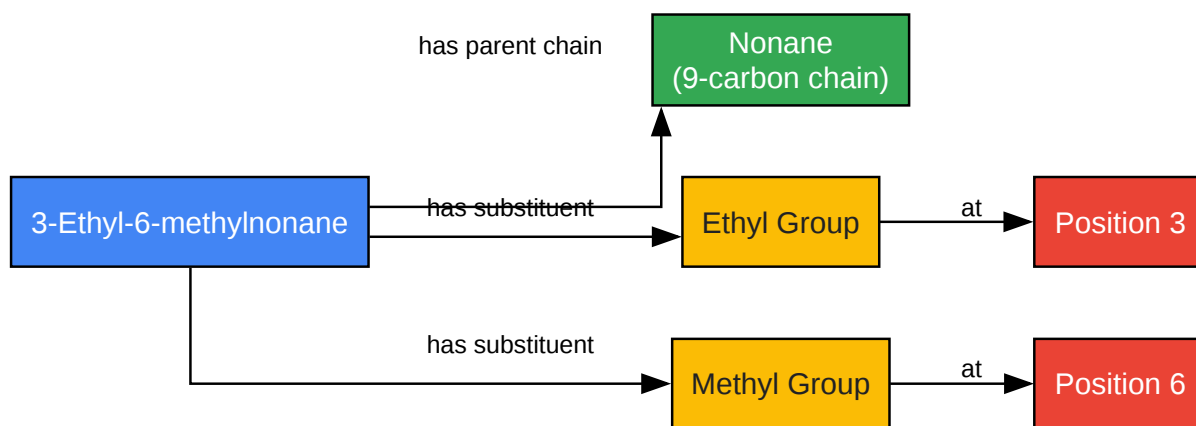 has parent chain
Nonane
(9-carbon chain)
3-Ethyl-6-methylnonane
has substituent
Ethyl Group
at
Position 3
has substituent
Methyl Group
at
Position 6